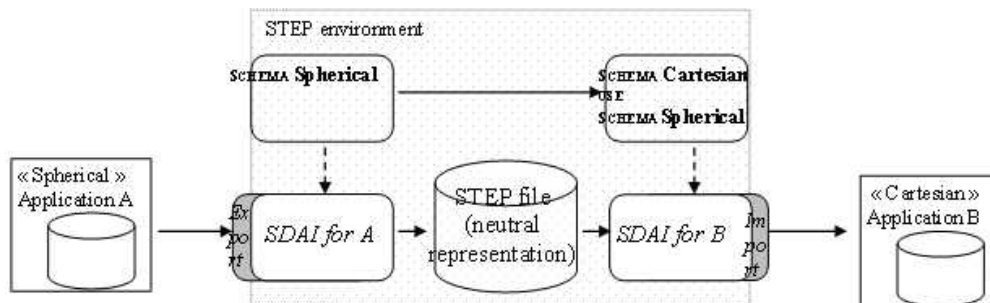 STEP environment
SCHEMA Spherical
SCHEMA Cartesian
USE
SCHEMA Spherical
«Spherical»
Application A
Ex
po
rt
SDAI for A
STEP file
(neutral
representation)
SDAI for B
Im
po
rt
«Cartesian»
Application B